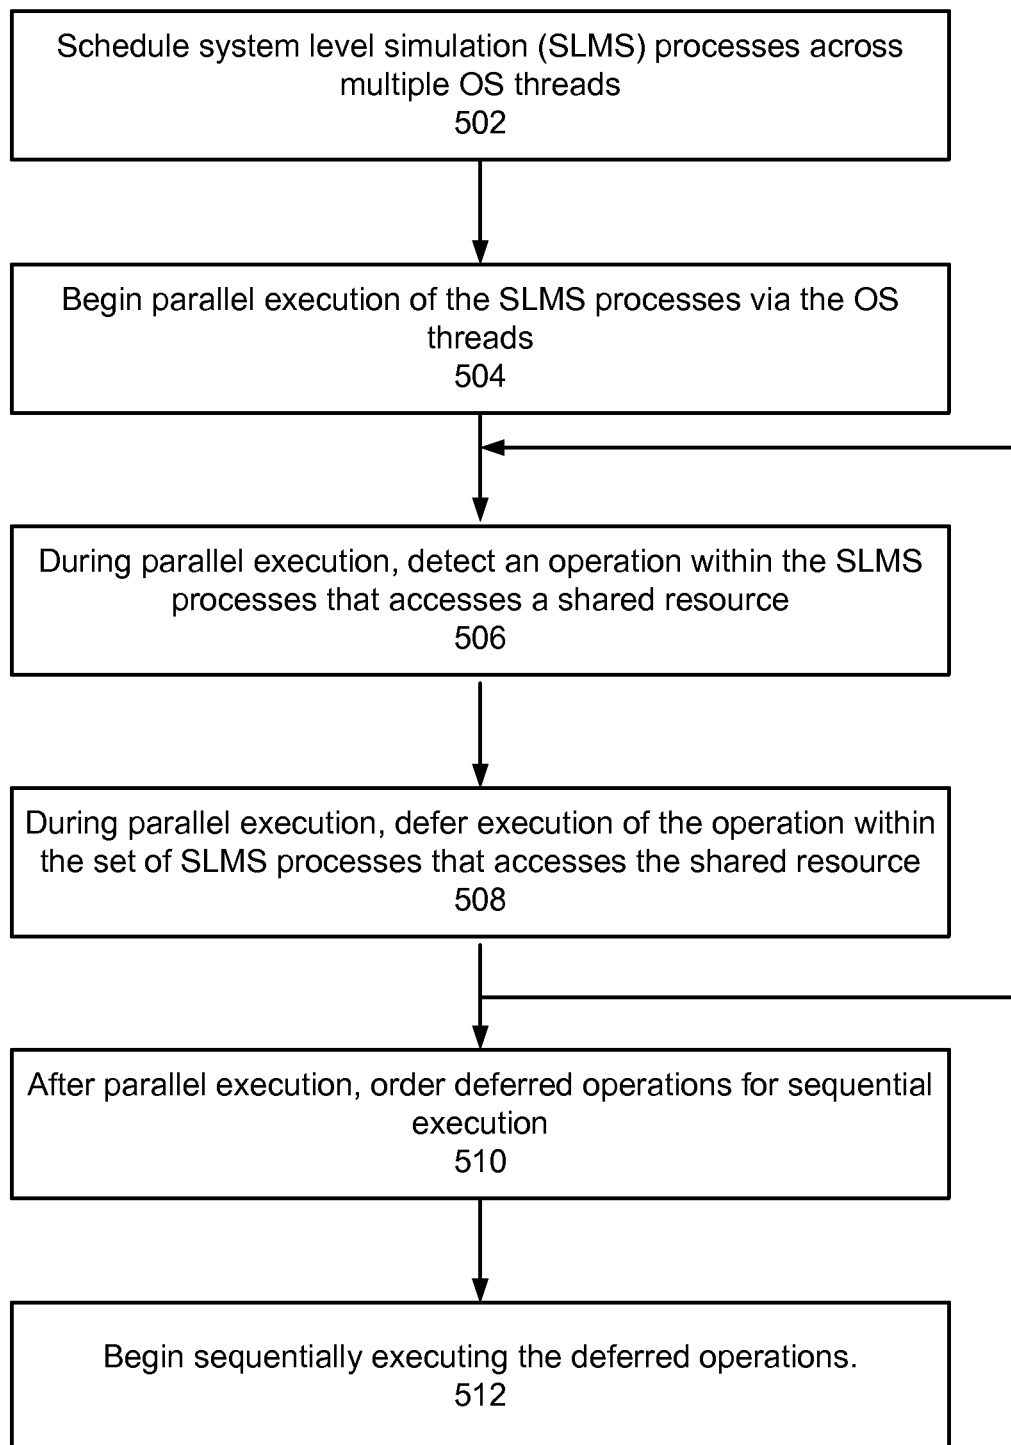 Schedule system level simulation (SLMS) processes across
multiple OS threads
502
Begin parallel execution of the SLMS processes via the OS
threads
504
During parallel execution, detect an operation within the SLMS
processes that accesses a shared resource
506
During parallel execution, defer execution of the operation within
the set of SLMS processes that accesses the shared resource
508
After parallel execution, order deferred operations for sequential
execution
510
Begin sequentially executing the deferred operations.
512